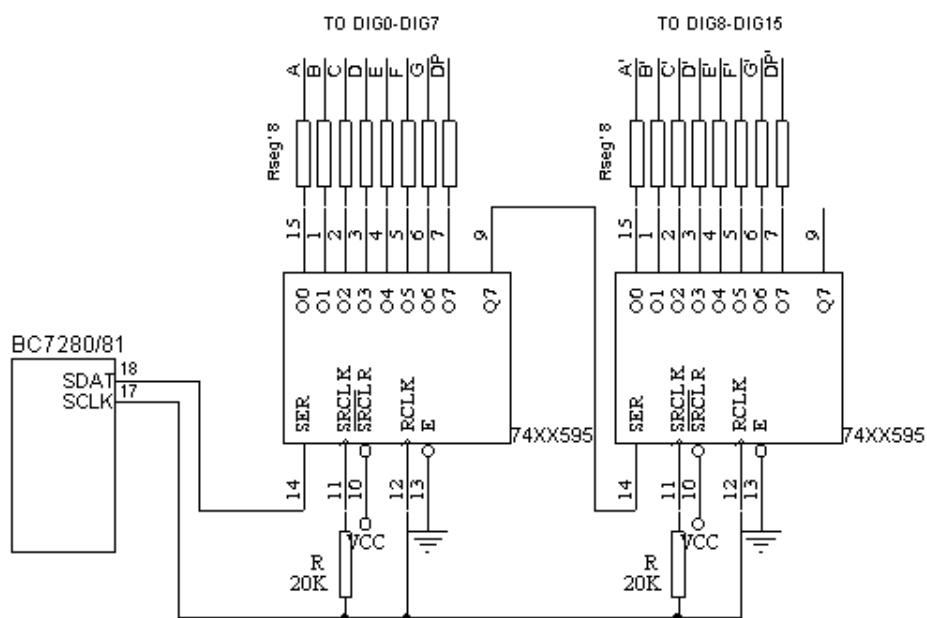 TO DIG0-DIG7
TO DIG8-DIG15
A B C D E F G DP
A' B' C' D' E' F' G' DP'
Rseg' 8
Rseg' 8
15 1 2 3 4 5 6 7 9
15 1 2 3 4 5 6 7 9
O0 O1 O2 O3 O4 O5 O6 O7 Q7
O0 O1 O2 O3 O4 O5 O6 O7 Q7
BC7280/81
SDAT 18
SCLK 17
SER SRCLK SRCLR RCLK E
74XX595
SER SRCLK SRCLR RCLK E
74XX595
14 11 10 12 13
14 11 10 12 13
VCC
VCC
R
20K
R
20K